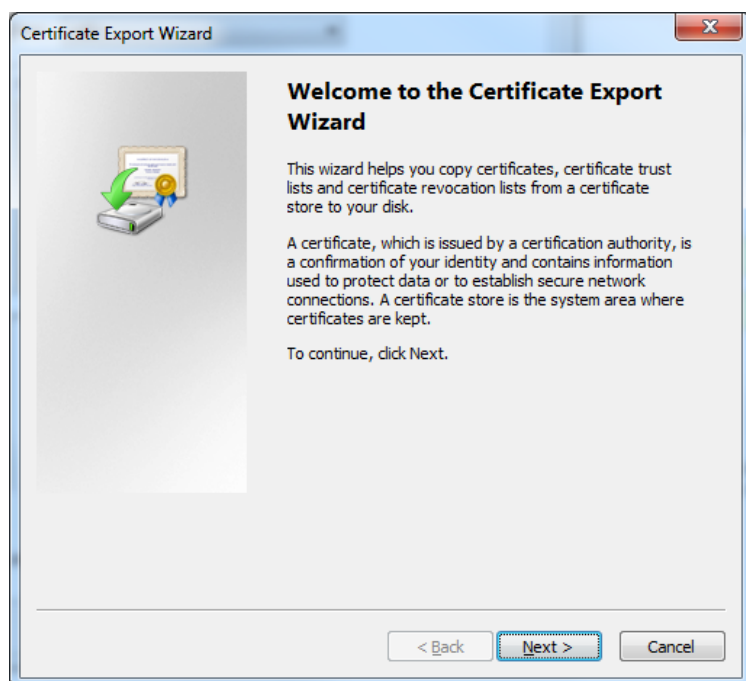 Certificate Export Wizard
Welcome to the Certificate Export
Wizard
This wizard helps you copy certificates, certificate trust
lists and certificate revocation lists from a certificate
store to your disk.
A certificate, which is issued by a certification authority, is
a confirmation of your identity and contains information
used to protect data or to establish secure network
connections. A certificate store is the system area where
certificates are kept.
To continue, click Next.
< Back
Next >
Cancel